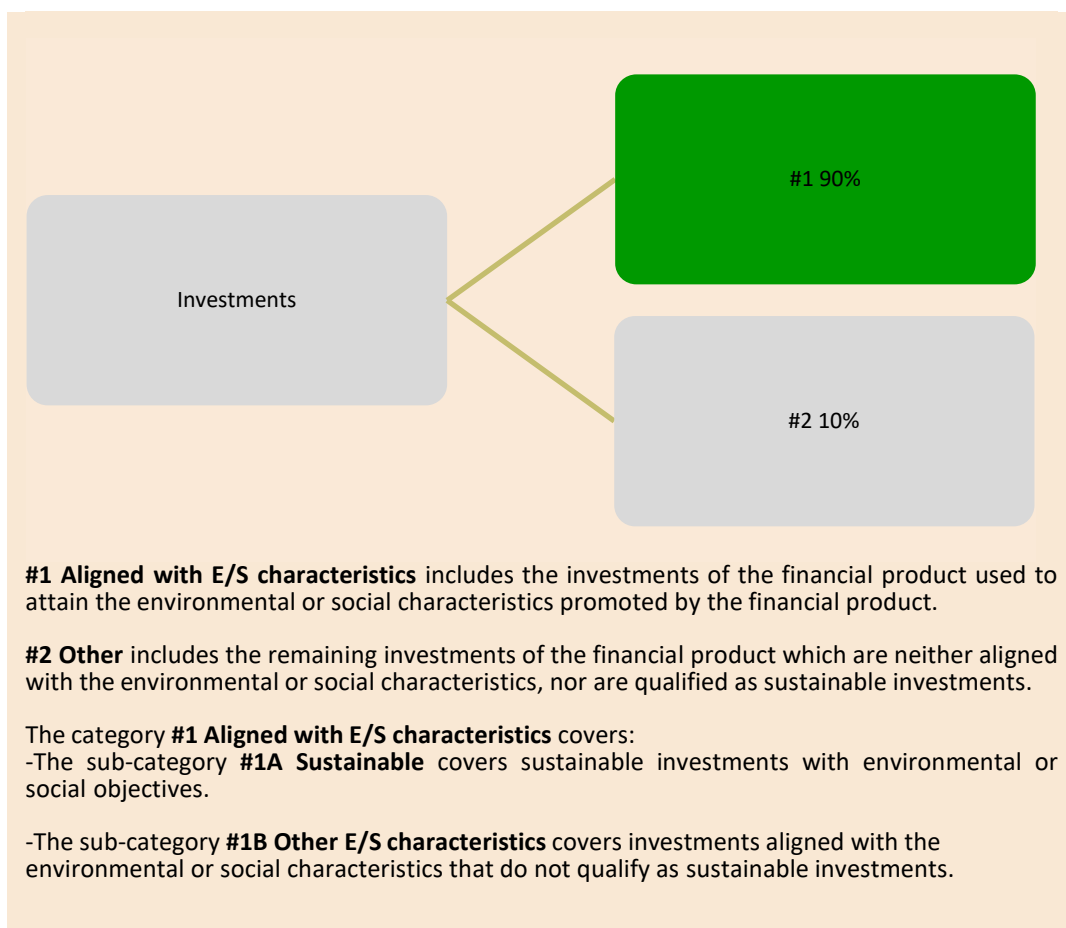 #1 90%
Investments
#2 10%
#1 Aligned with E/S characteristics includes the investments of the financial product used to
attain the environmental or social characteristics promoted by the financial product.
#2 Other includes the remaining investments of the financial product which are neither aligned
with the environmental or social characteristics, nor are qualified as sustainable investments.
The category #1 Aligned with E/S characteristics covers:
-The sub-category #1A Sustainable covers sustainable investments with environmental or
social objectives.
-The sub-category #1B Other E/S characteristics covers investments aligned with the
environmental or social characteristics that do not qualify as sustainable investments.